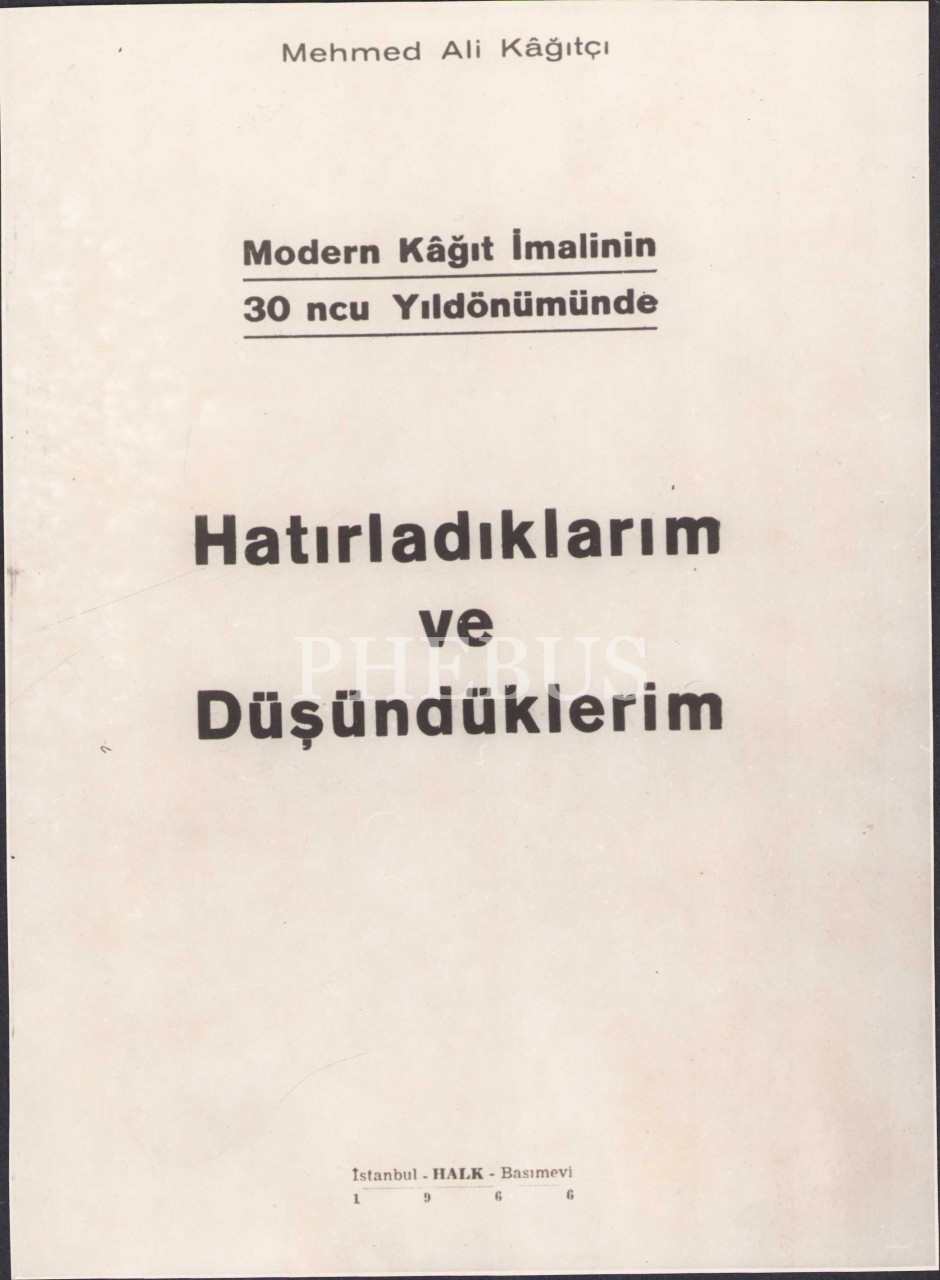 Mehmed Ali Kâğıtçı
Modern Kâğıt İmalinin
30 ncu Yıldönümünde
Hatırladıklarım
ve
PHEBUS
Düşündüklerim
İstanbul - HALK - Basımevi
1 9 6 6